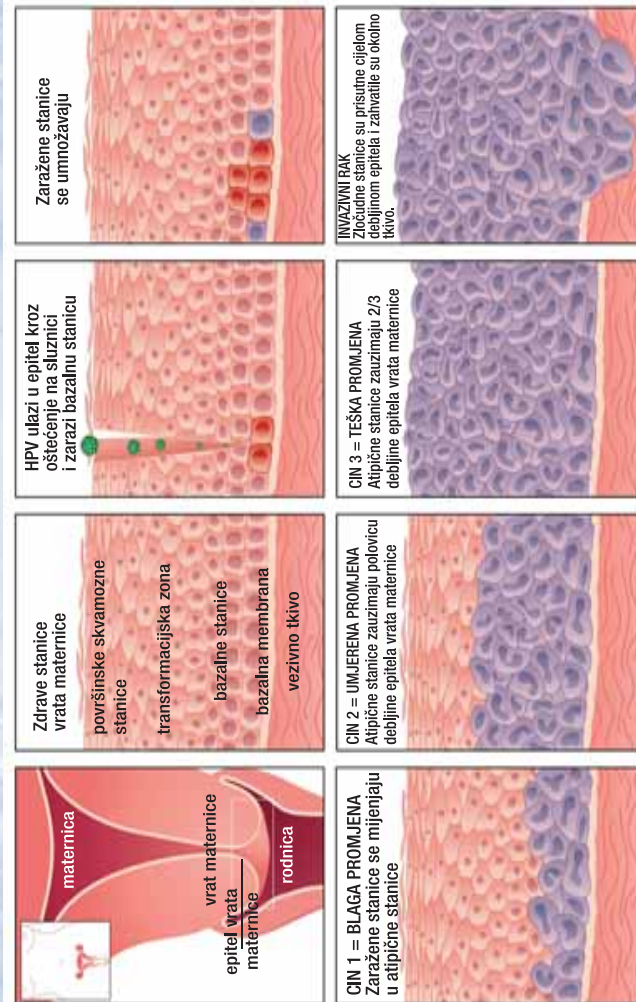 maternica
vrat maternice
epitel vrata
maternice
rodnica
Zdrave stanice
vrata maternice
površinske skvamozne
stanice
transformacijska zona
bazalne stanice
bazalna membrana
vezivno tkivo
HPV ulazi u epitel kroz
oštećenje na sluznici
i zarazi bazalnu stanicu
Zaražene stanice
se umnožavaju
CIN 1 = BLAGA PROMJENA
Zaražene stanice se mijenjaju
u atipične stanice
CIN 2 = UMJERENA PROMJENA
Atipične stanice zauzimaju polovicu
debljine epitela vrata maternice
CIN 3 = TEŠKA PROMJENA
Atipične stanice zauzimaju 2/3
debljine epitela vrata maternice
INVAZIVNI RAK
Zloćudne stanice su prisutne cijelom
debljinom epitela i zahvatile su okolno
tkivo.